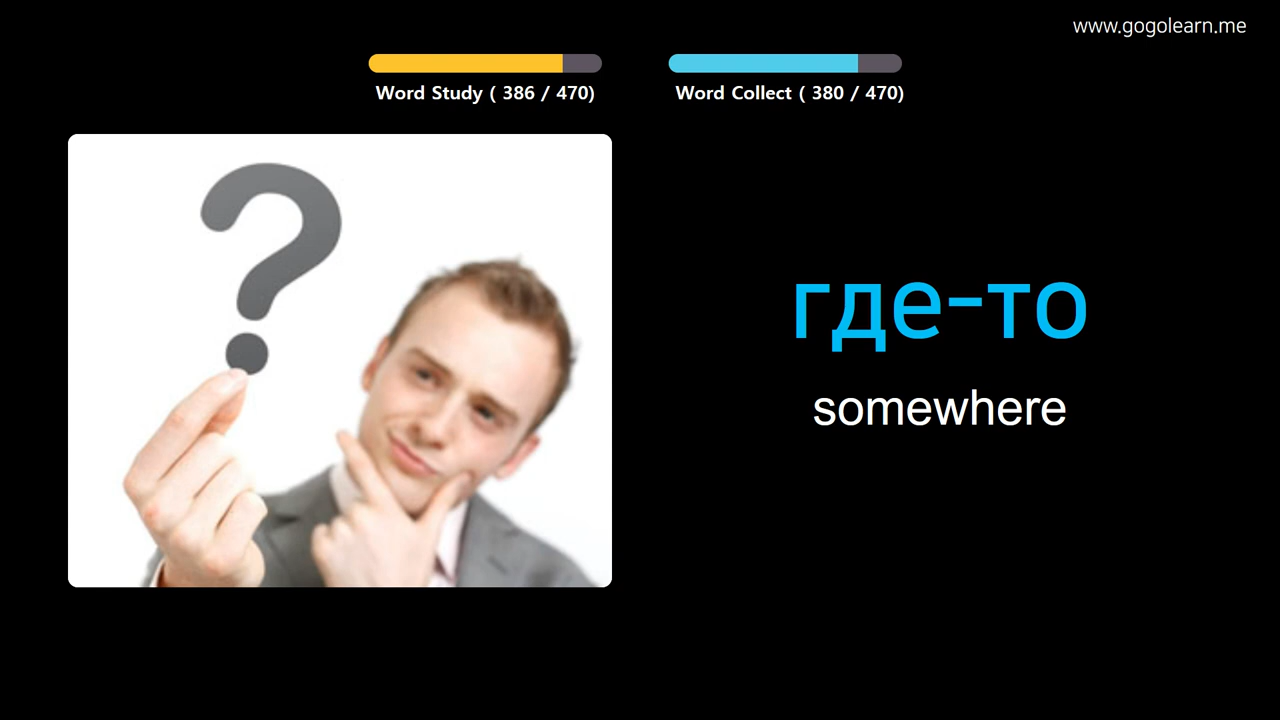 www.gogolearn.me
Word Study ( 386 / 470)
Word Collect ( 380 / 470)
?
где-то
somewhere